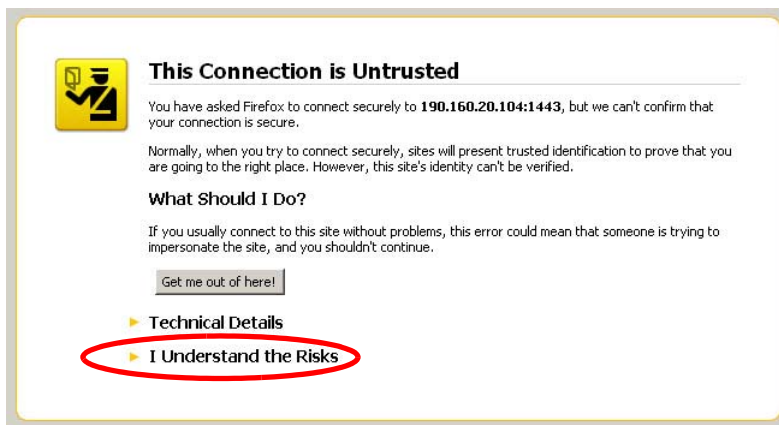 This Connection is Untrusted
You have asked Firefox to connect securely to 190.160.20.104:1443, but we can't confirm that
your connection is secure.
Normally, when you try to connect securely, sites will present trusted identification to prove that you
are going to the right place. However, this site's identity can't be verified.
What Should I Do?
If you usually connect to this site without problems, this error could mean that someone is trying to
impersonate the site, and you shouldn't continue.
Get me out of here!
Technical Details
I Understand the Risks